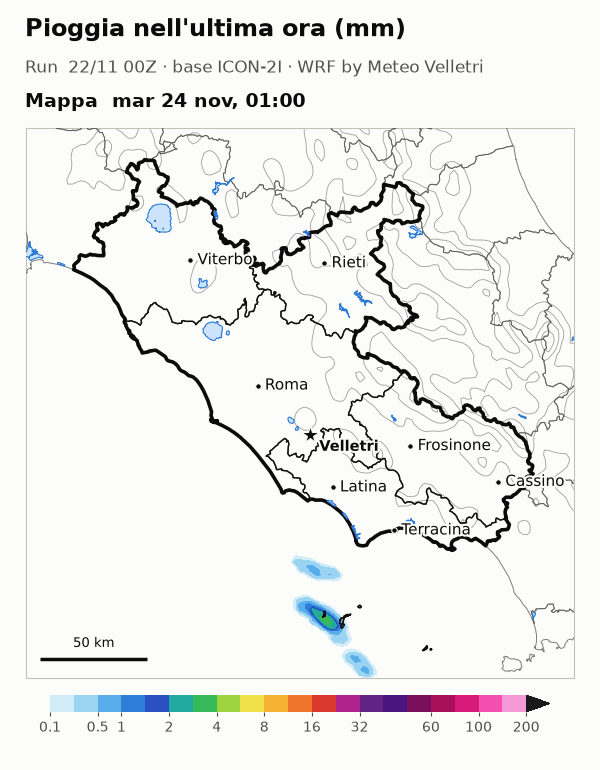 Pioggia nell'ultima ora (mm)
Run  22/11 00Z · base ICON-2I · WRF by Meteo Velletri
Mappa  mar 24 nov, 01:00
Viterbo
Rieti
Roma
Velletri
Frosinone
Latina
Cassino
Terracina
50 km
0.1 0.5 1 2 4 8 16 32 60 100 200